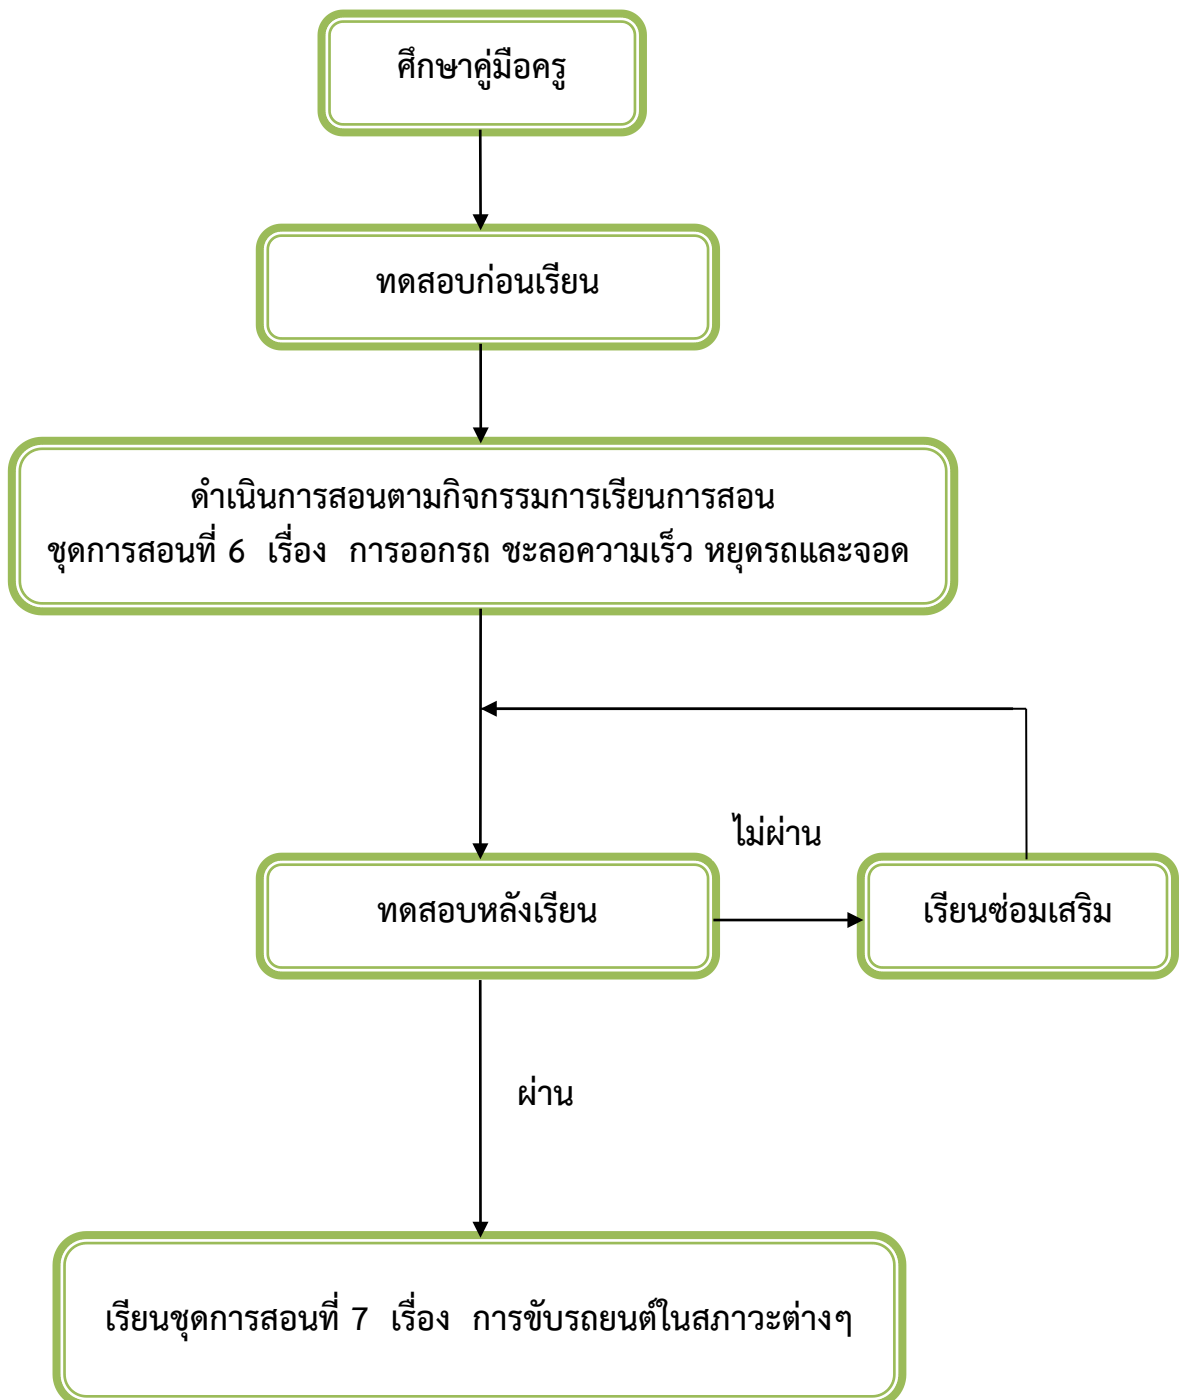 ศึกษาคู่มือครู
ทดสอบก่อนเรียน
ดำเนินการสอนตามกิจกรรมการเรียนการสอน
ชุดการสอนที่ 6 เรื่อง การออกรถ ชะลอความเร็ว หยุดรถและจอด
ไม่ผ่าน
ทดสอบหลังเรียน
เรียนซ่อมเสริม
ผ่าน
เรียนชุดการสอนที่ 7 เรื่อง การขับรถยนต์ในสภาวะต่างๆ